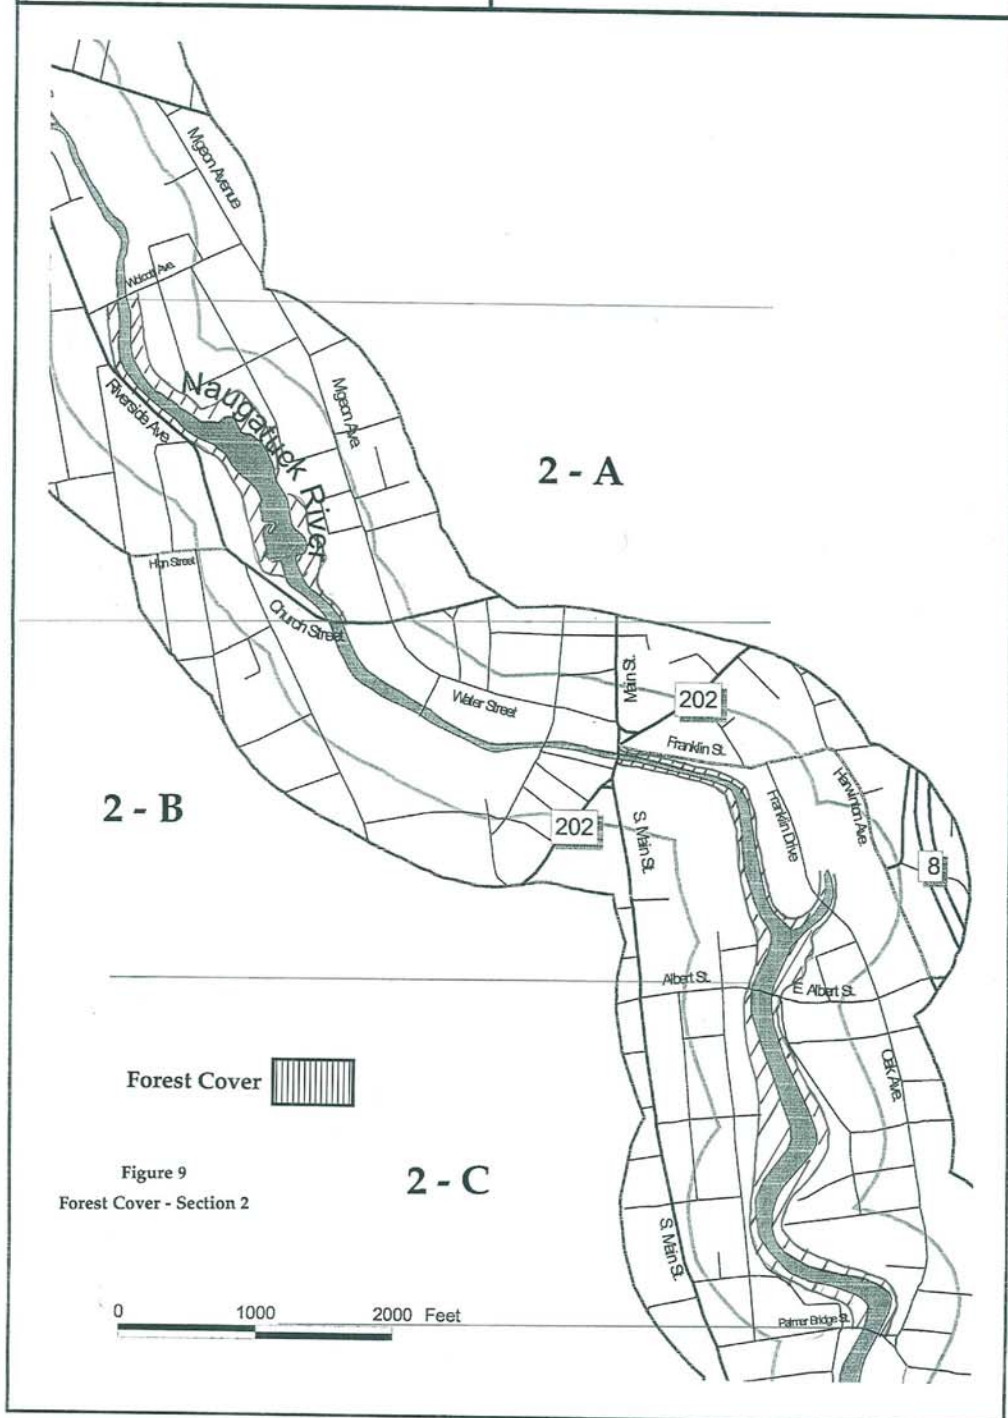 Migeon Avenue
Wolcott Ave.
Naugatuck River
Riverside Ave.
Migeon Ave.
2 - A
High Street
Church Street
Main St.
202
Water Street
Franklin St.
2 - B
202
S. Main St.
Franklin Drive
Harwinton Ave.
8
Albert St.
E. Albert St.
Forest Cover
Oak Ave.
Figure 9
Forest Cover - Section 2
2 - C
S. Main St.
0 1000 2000 Feet
Palmer Bridge St.